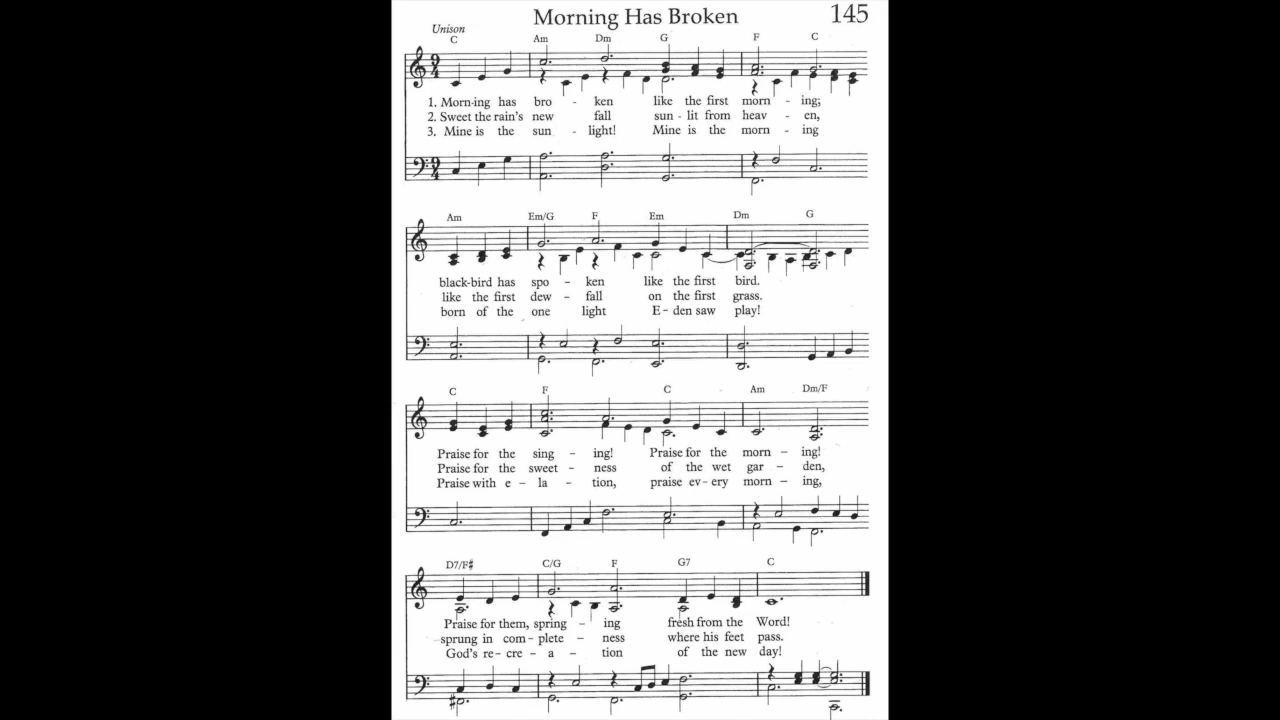 Morning Has Broken 145
Unison
C Am Dm G F C
9 4
1. Morn-ing has bro - ken like the first morn - ing;
2. Sweet the rain's new fall sun - lit from heav - en,
3. Mine is the sun - light! Mine is the morn - ing
9 4
Am Em/G F Em Dm G
black-bird has spo - ken like the first bird.
like the first dew - fall on the first grass.
born of the one light E - den saw play!
C F C Am Dm/F
Praise for the sing - ing! Praise for the morn - ing!
Praise for the sweet - ness of the wet gar - den,
Praise with e - la - tion, praise ev - ery morn - ing,
D7/F# C/G F G7 C
Praise for them, spring - ing fresh from the Word!
sprung in com - plete - ness where his feet pass.
God's re - cre - a - tion of the new day!